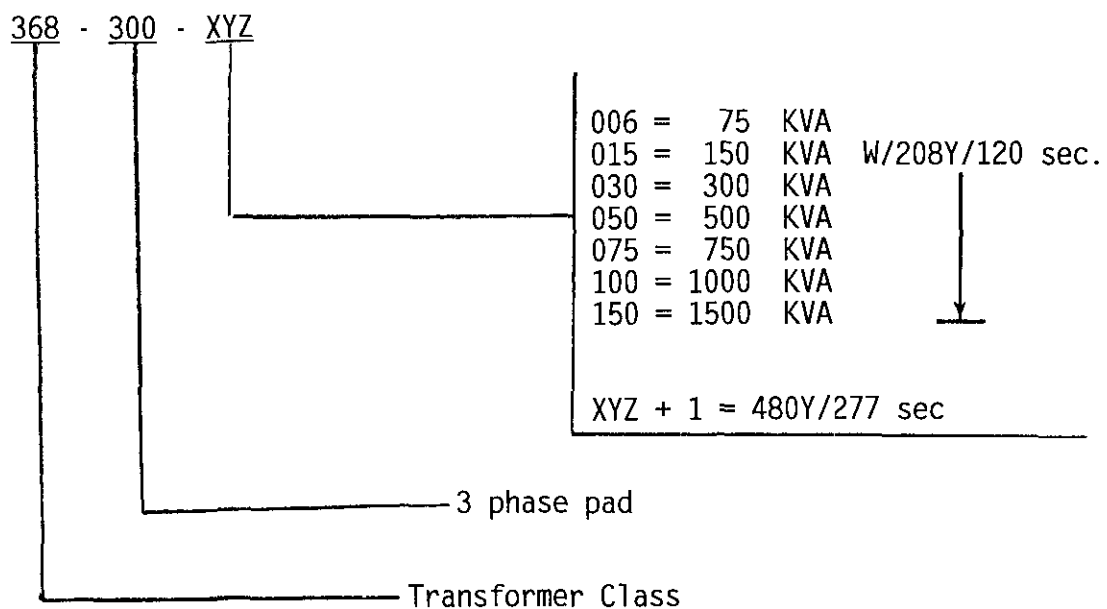 368 - 300 - XYZ
006 = 75 KVA
015 = 150 KVA W/208Y/120 sec.
030 = 300 KVA
050 = 500 KVA
075 = 750 KVA
100 = 1000 KVA
150 = 1500 KVA
XYZ + 1 = 480Y/277 sec
3 phase pad
Transformer Class